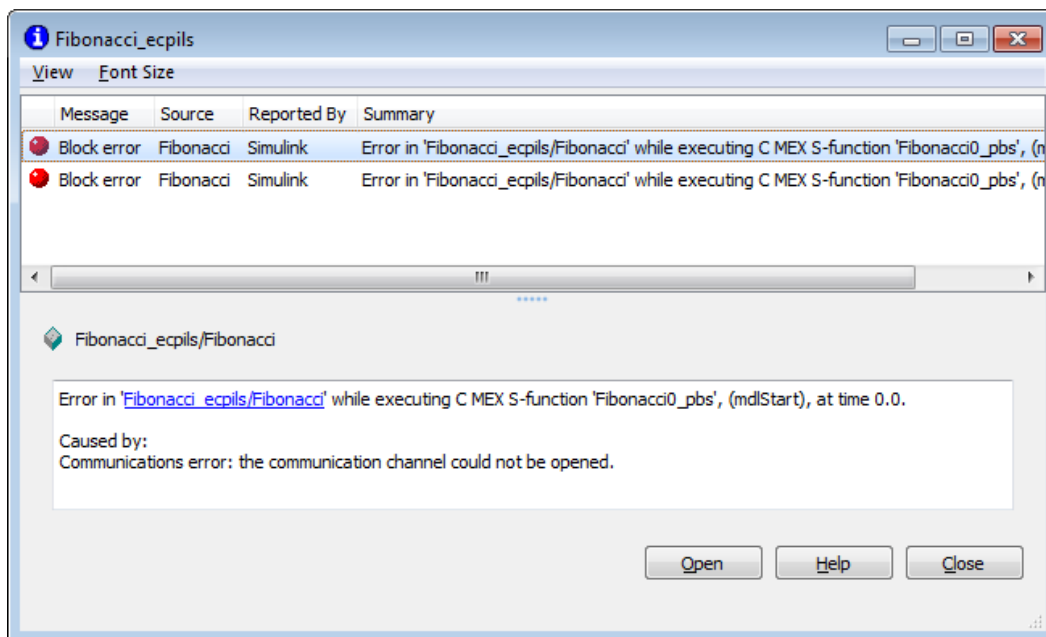 Fibonacci_ecpils
View Font Size
Message Source Reported By Summary
Block error Fibonacci Simulink Error in 'Fibonacci_ecpils/Fibonacci' while executing C MEX S-function 'Fibonacci0_pbs', (m
Block error Fibonacci Simulink Error in 'Fibonacci_ecpils/Fibonacci' while executing C MEX S-function 'Fibonacci0_pbs', (m
Fibonacci_ecpils/Fibonacci
Error in 'Fibonacci_ecpils/Fibonacci' while executing C MEX S-function 'Fibonacci0_pbs', (mdlStart), at time 0.0.
Caused by:
Communications error: the communication channel could not be opened.
Open Help Close